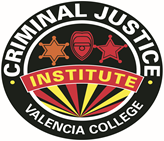 CRIMINAL JUSTICE
INSTITUTE
VALENCIA COLLEGE